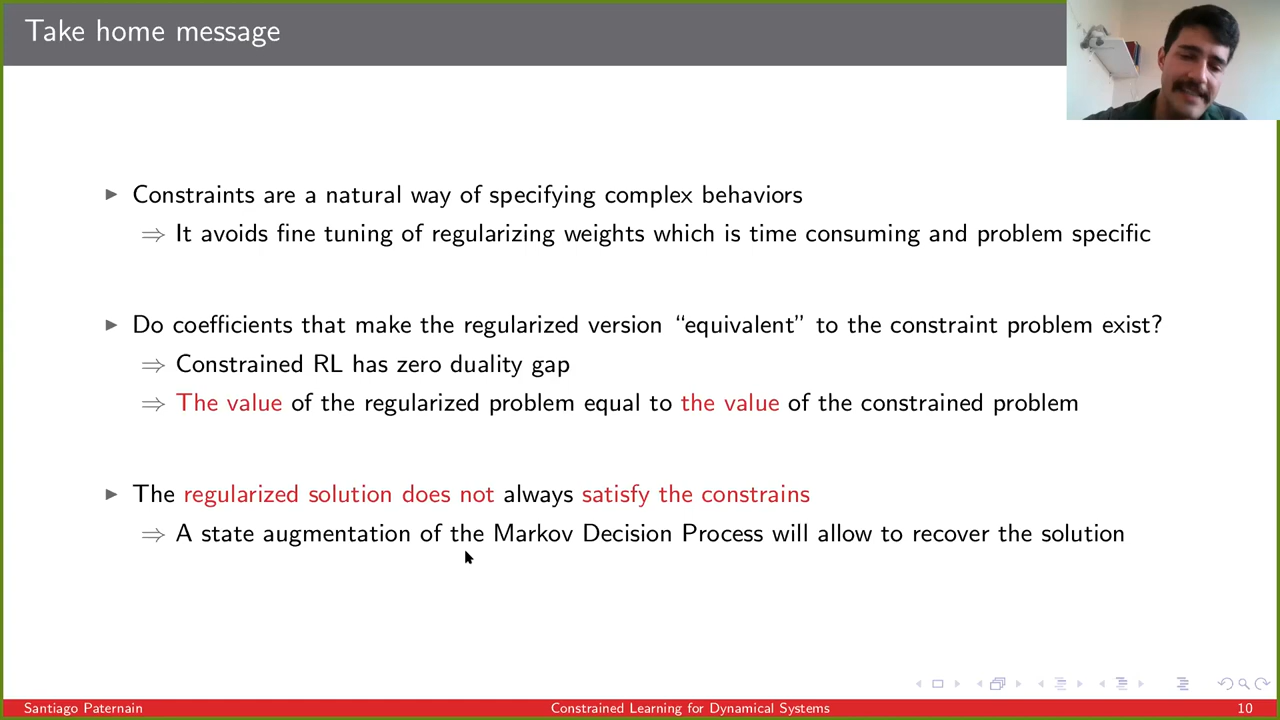 Take home message
Constraints are a natural way of specifying complex behaviors
⇒ It avoids fine tuning of regularizing weights which is time consuming and problem specific
Do coefficients that make the regularized version “equivalent” to the constraint problem exist?
⇒ Constrained RL has zero duality gap
⇒ The value of the regularized problem equal to the value of the constrained problem
The regularized solution does not always satisfy the constrains
⇒ A state augmentation of the Markov Decision Process will allow to recover the solution
Santiago Paternain
Constrained Learning for Dynamical Systems
10